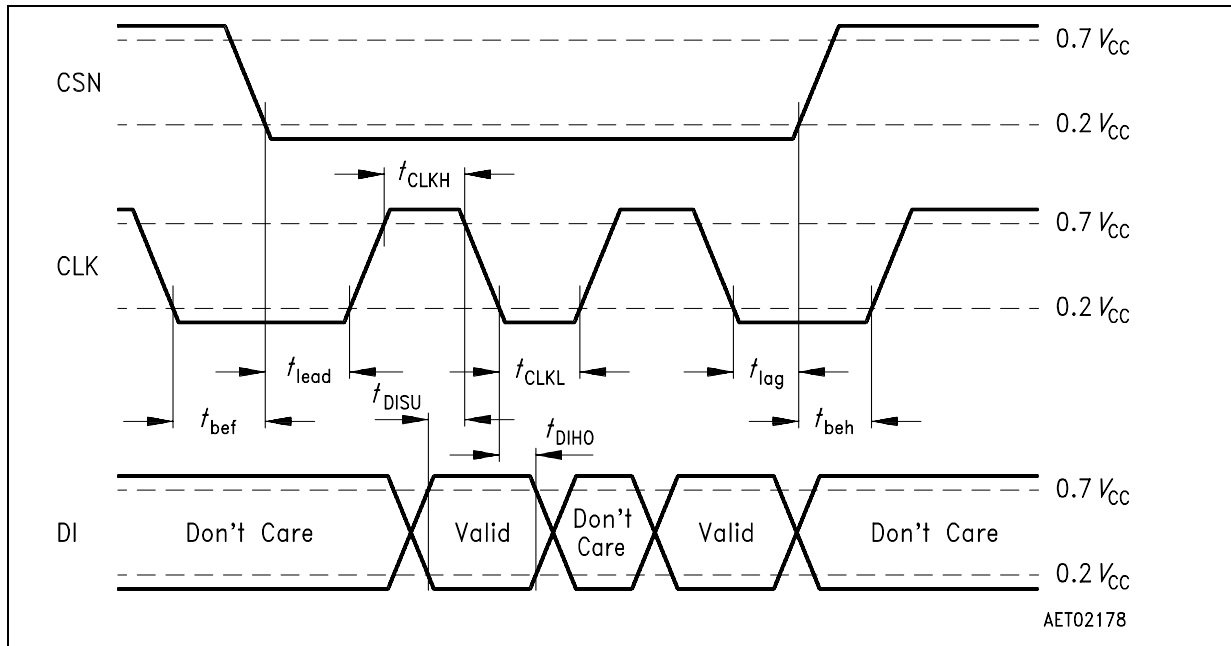 0.7 VCC
CSN
0.2 VCC
tCLKH
0.7 VCC
CLK
0.2 VCC
tlead
tCLKL
tlag
tDISU
tbef
tDIHO
tbeh
0.7 VCC
DI
Don't Care
Valid
Don't
Care
Valid
Don't Care
0.2 VCC
AET02178